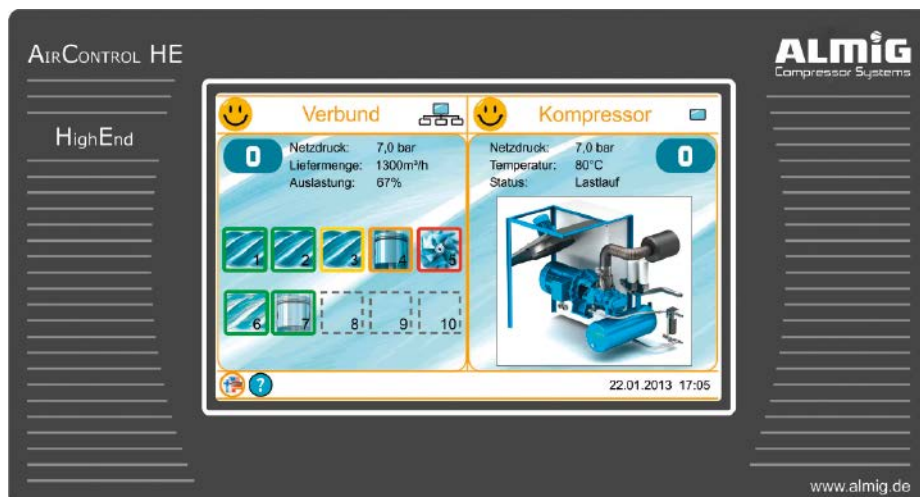 AirControl HE
HighEnd
ALMiG
Compressor Systems
Verbund
Kompressor
0
Netzdruck: 7,0 bar
Liefermenge: 1300m³/h
Auslastung: 67%
Netzdruck: 7,0 bar
Temperatur: 80°C
Status: Lastlauf
0
1 2 3 4 5
6 7 8 9 10
?
22.01.2013 17:05
www.almig.de